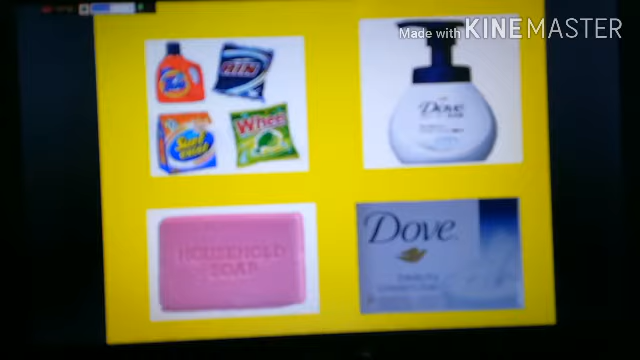 Made with KINEMASTER
Tide
RIN
Dove
Surf
excel
Wheel
HOUSEHOLD
SOAP
Dove